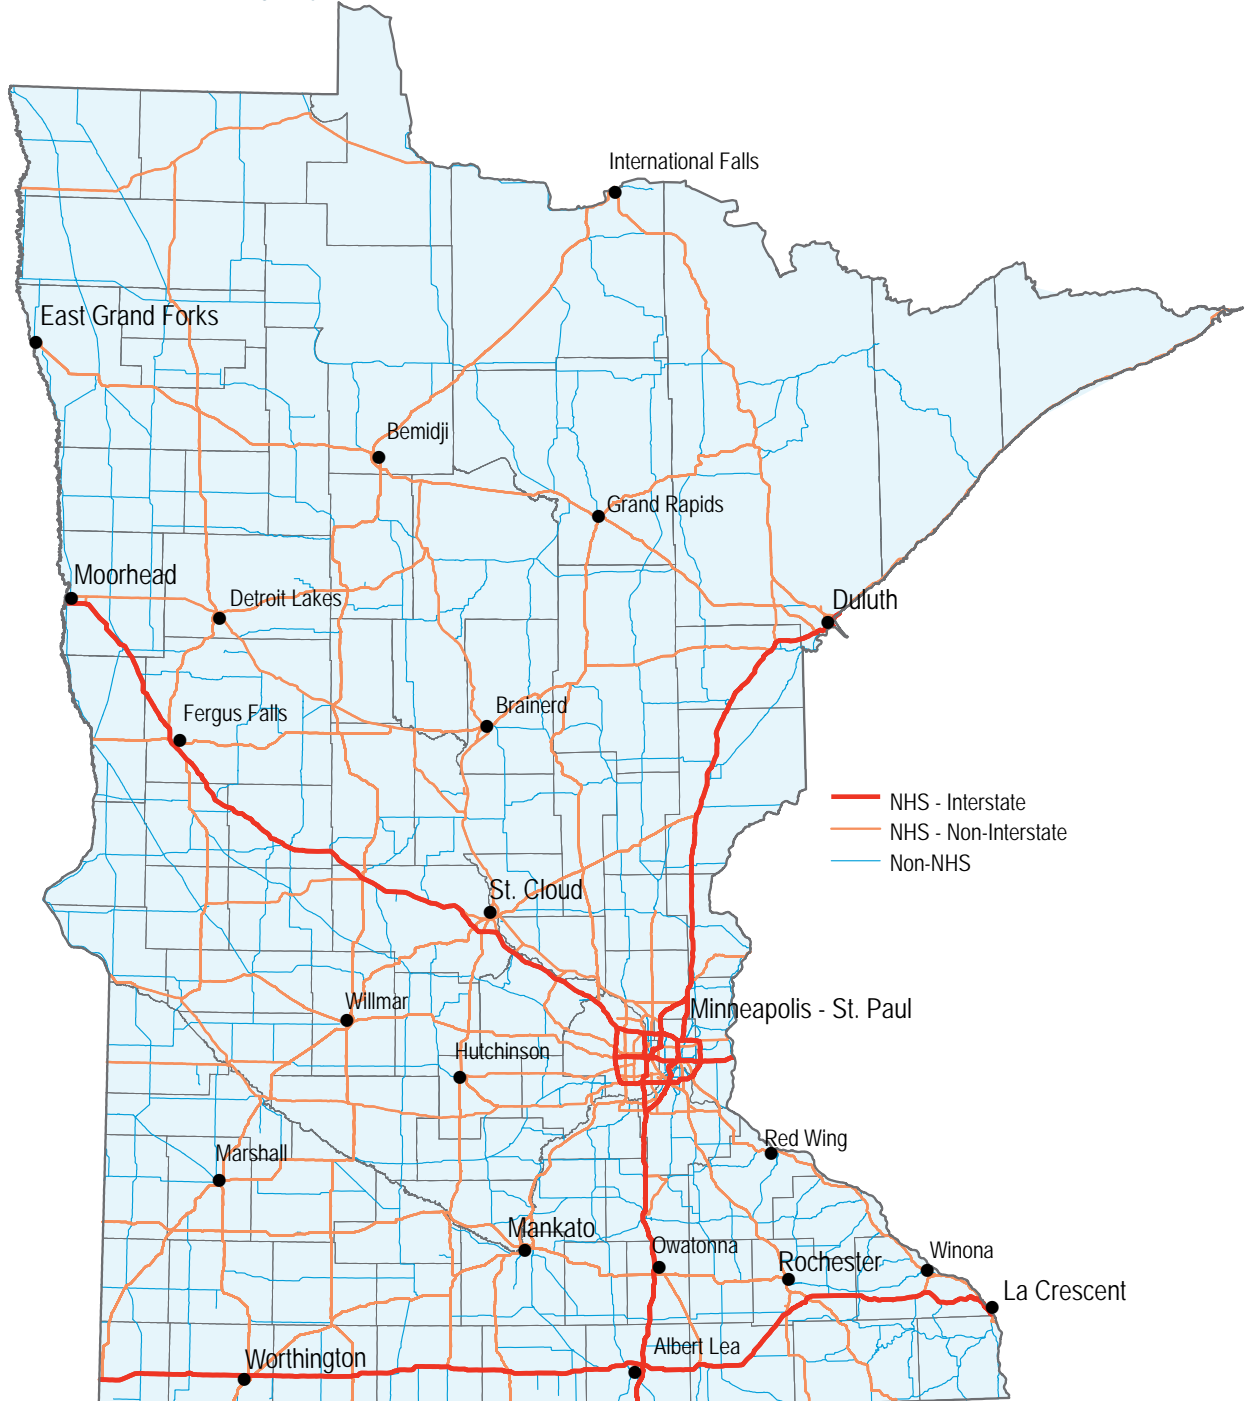 International Falls
East Grand Forks
Bemidji
Grand Rapids
Moorhead
Detroit Lakes
Duluth
Brainerd
Fergus Falls
NHS - Interstate
NHS - Non-Interstate
Non-NHS
St. Cloud
Willmar
Minneapolis - St. Paul
Hutchinson
Red Wing
Marshall
Mankato
Owatonna
Rochester
Winona
La Crescent
Albert Lea
Worthington